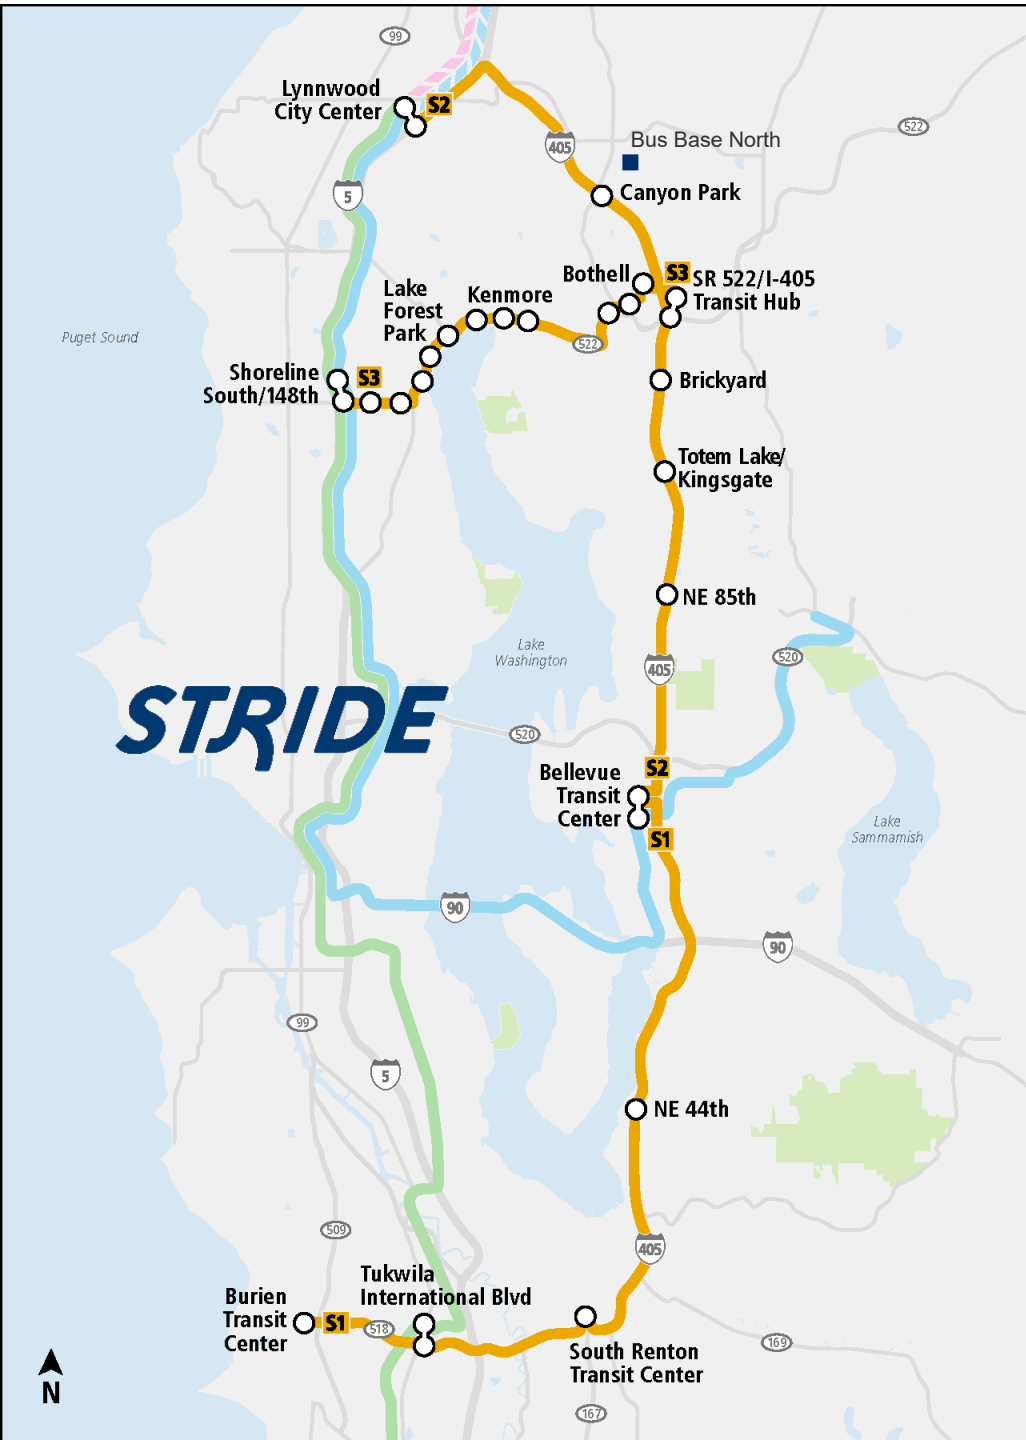 99
Lynnwood
City Center
S2
522
405
Bus Base North
5
Canyon Park
Bothell
S3
SR 522/I-405
Transit Hub
Lake
Forest
Park
Kenmore
Puget Sound
522
Shoreline
South/148th
S3
Brickyard
Totem Lake/
Kingsgate
NE 85th
Lake
Washington
405
520
STRIDE
520
Bellevue
Transit
Center
S2
S1
Lake
Sammamish
90
90
99
5
NE 44th
509
405
Tukwila
International Blvd
Burien
Transit
Center
S1
518
South Renton
Transit Center
169
N
167